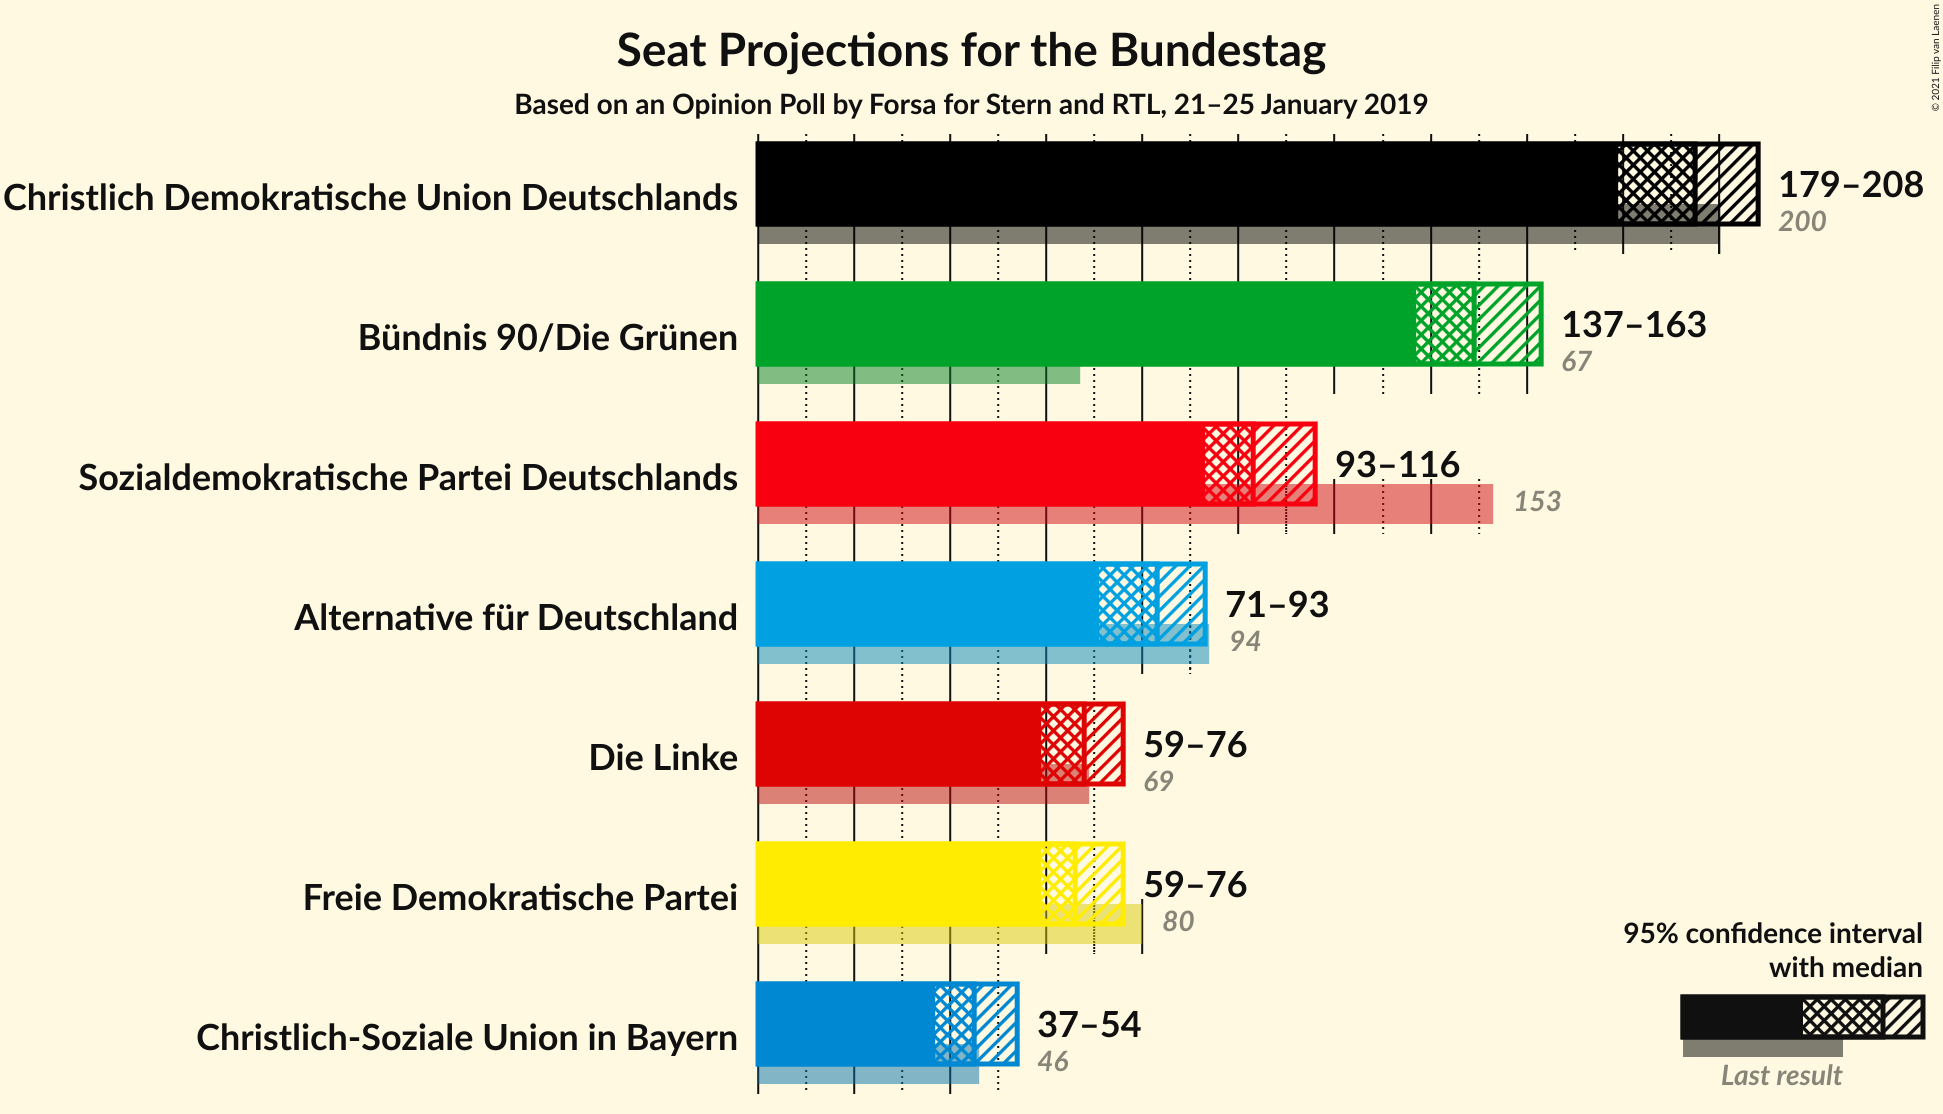 Seat Projections for the Bundestag
Based on an Opinion Poll by Forsa for Stern and RTL, 21–25 January 2019
© 2021 Filip van Laenen
Christlich Demokratische Union Deutschlands
179–208
200
Bündnis 90/Die Grünen
137–163
67
Sozialdemokratische Partei Deutschlands
93–116
153
Alternative für Deutschland
71–93
94
Die Linke
59–76
69
Freie Demokratische Partei
59–76
80
Christlich-Soziale Union in Bayern
37–54
46
95% confidence interval
with median
Last result